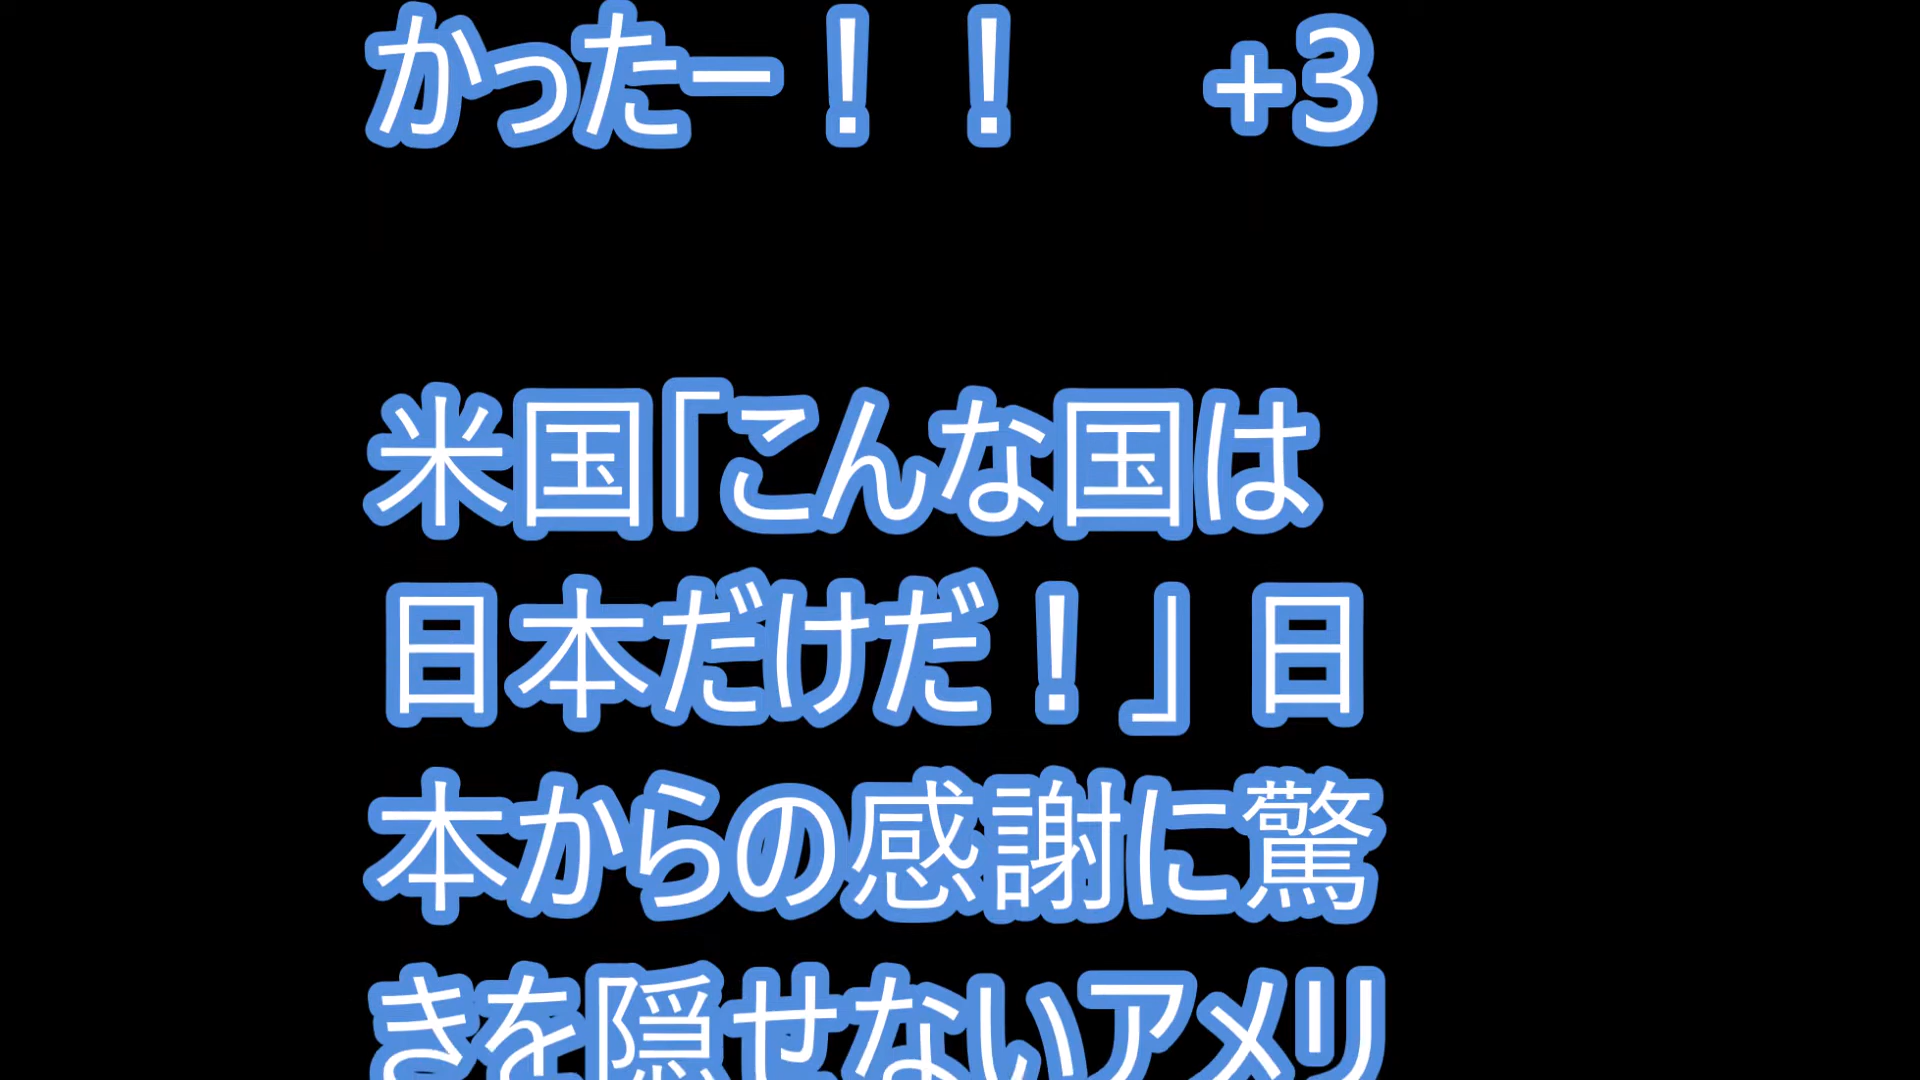 かったー！！　+3
米国｢こんな国は
日本だけだ！｣ 日
本からの感謝に驚
きを隠せないアメリ